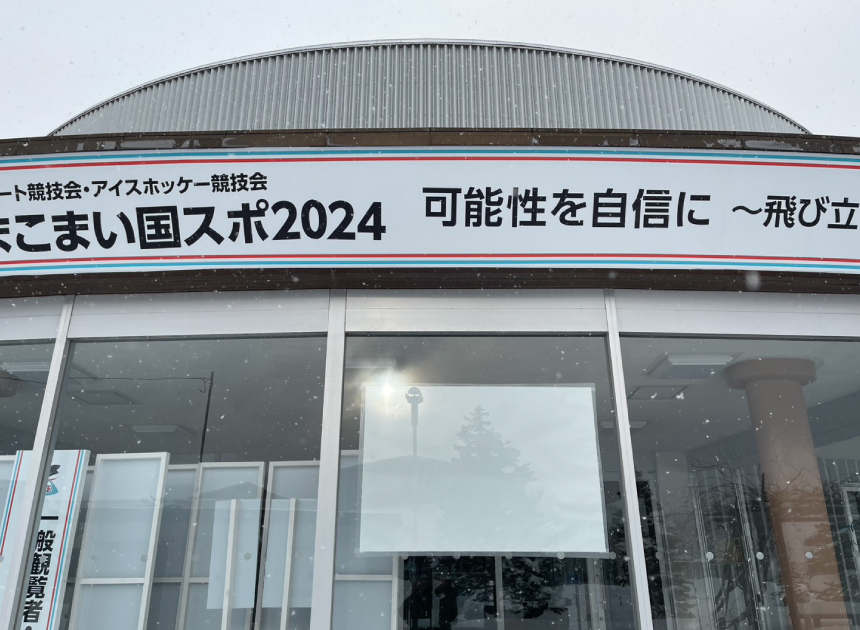 ート競技会・アイスホッケー競技会
まこまい国スポ2024
可能性を自信に ～飛び立
一般観覧者